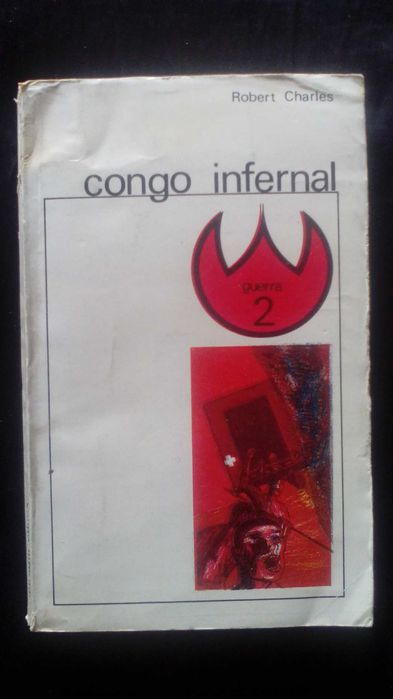 Robert Charles
congo infernal
guerra
2